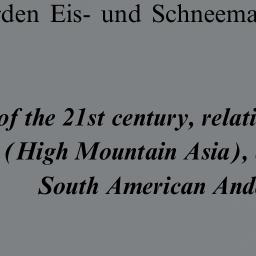 rden Eis- und Schneema
of the 21st century, relati
(High Mountain Asia),
South American And